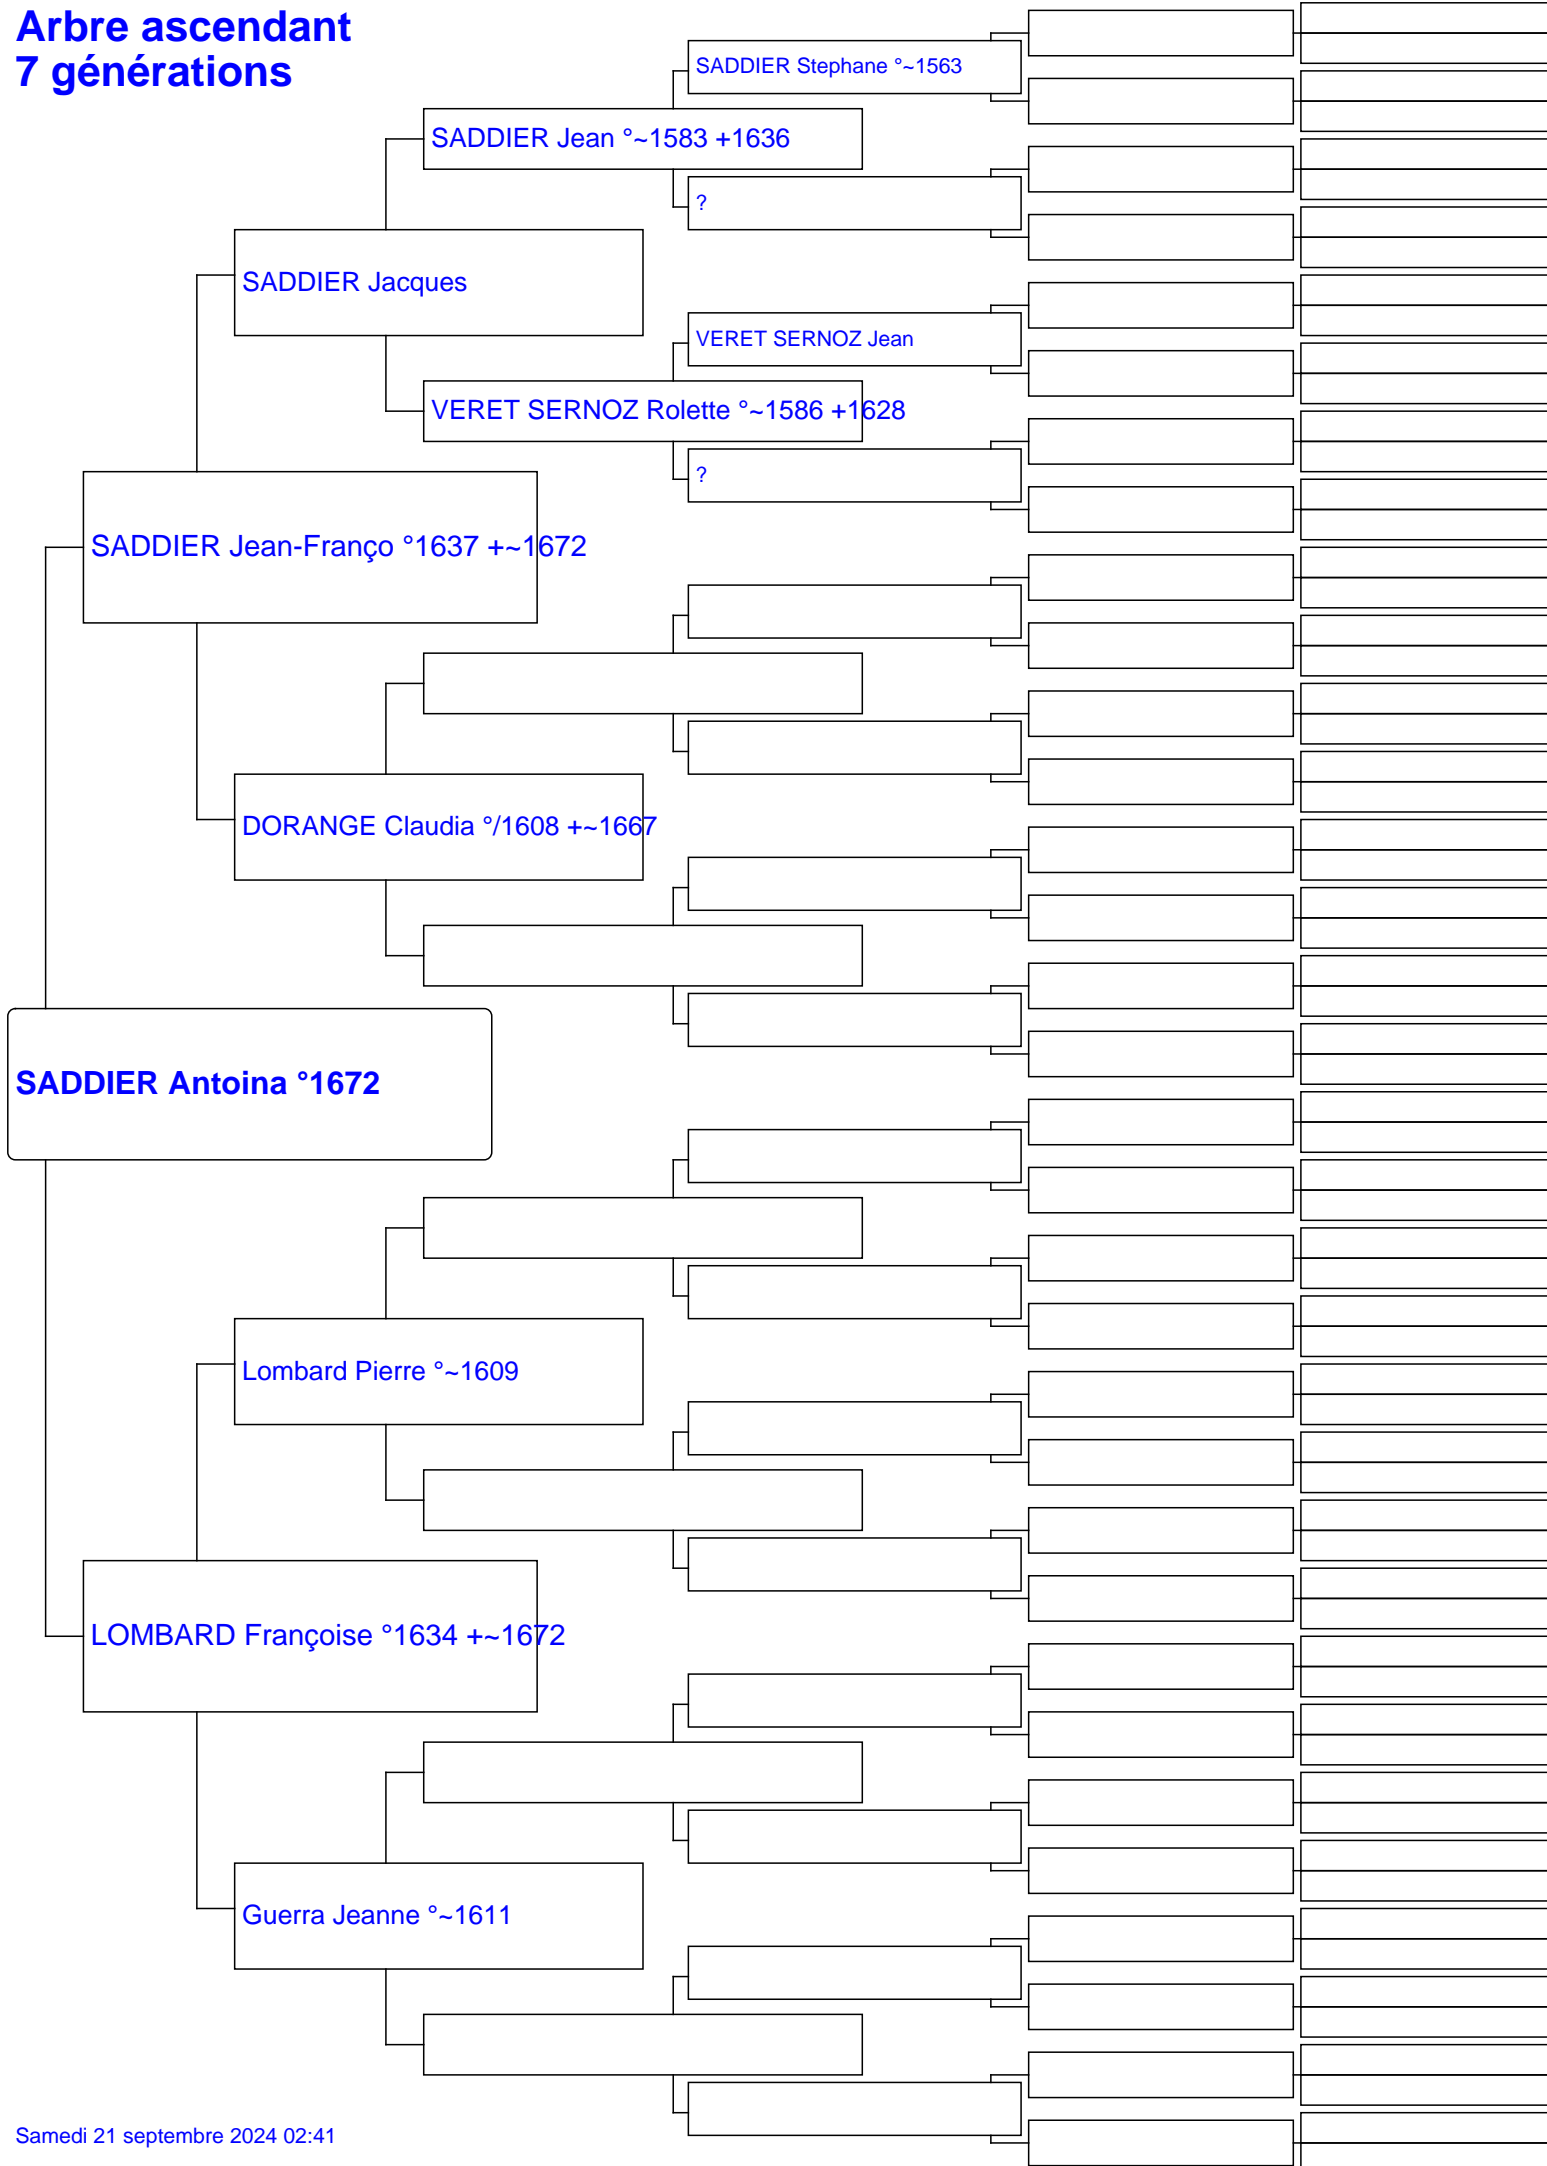 Arbre ascendant
7 générations
SADDIER Stephane °~1563
SADDIER Jean °~1583 +1636
?
SADDIER Jacques
VERET SERNOZ Jean
VERET SERNOZ Rolette °~1586 +1628
?
SADDIER Jean-Franço °1637 +~1672
DORANGE Claudia °/1608 +~1667
SADDIER Antoina °1672
Lombard Pierre °~1609
LOMBARD Françoise °1634 +~1672
Guerra Jeanne °~1611
Samedi 21 septembre 2024 02:41